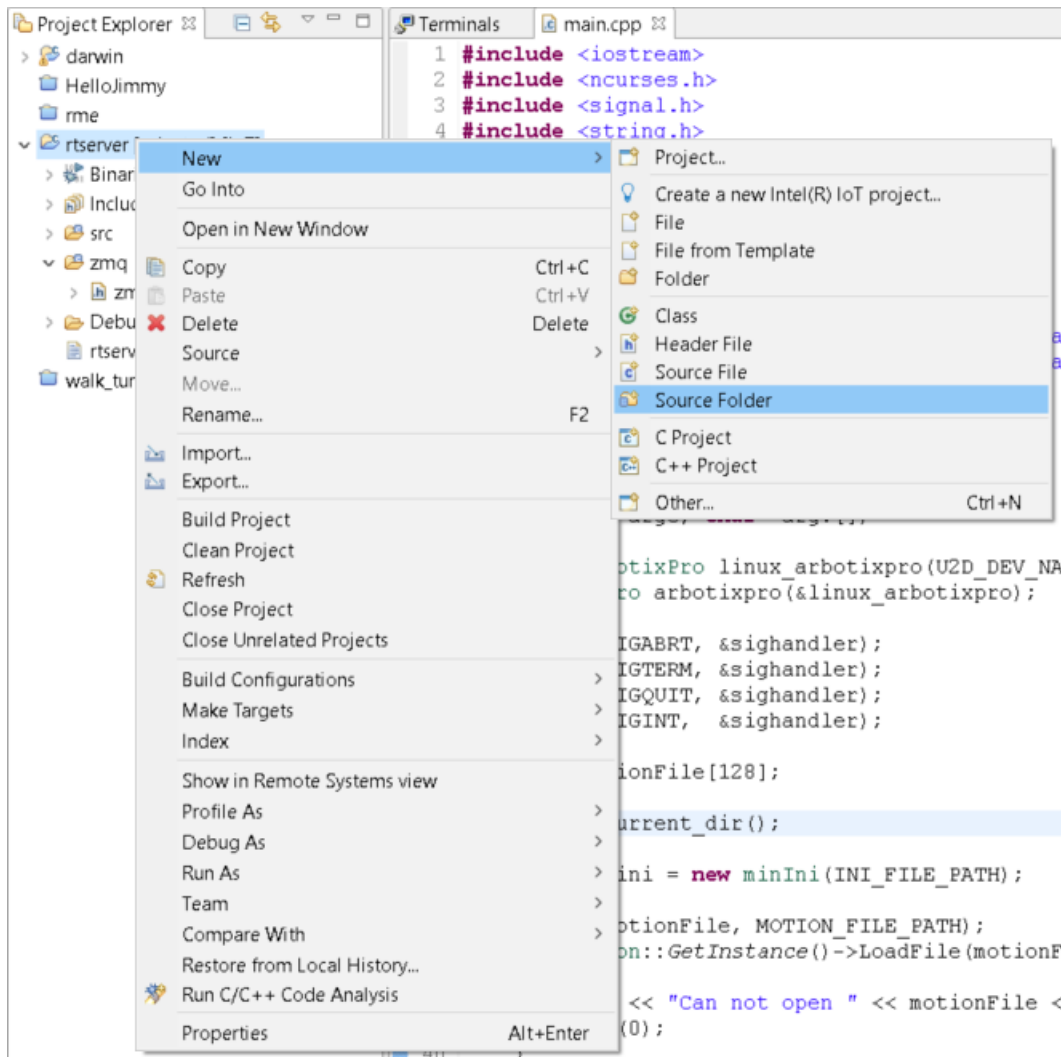 Project Explorer
darwin
HelloJimmy
rme
rtserver
src
zmq
walk_tur
Terminals
main.cpp
1 #include <iostream>
2 #include <ncurses.h>
3 #include <signal.h>
4 #include <string.h>
New
Go Into
Open in New Window
Copy Ctrl+C
Paste Ctrl+V
Delete Delete
Source
Move...
Rename... F2
Import...
Export...
Build Project
Clean Project
Refresh
Close Project
Close Unrelated Projects
Build Configurations
Make Targets
Index
Show in Remote Systems view
Profile As
Debug As
Run As
Team
Compare With
Restore from Local History...
Run C/C++ Code Analysis
Properties Alt+Enter
Project...
Create a new Intel(R) IoT project...
File
File from Template
Folder
Class
Header File
Source File
Source Folder
C Project
C++ Project
Other... Ctrl+N
otixPro linux_arbotixpro(U2D_DEV_NA
ro arbotixpro(&linux_arbotixpro);
IGABRT, &sighandler);
IGTERM, &sighandler);
IGQUIT, &sighandler);
IGINT, &sighandler);
ionFile[128];
urrent_dir();
ini = new minIni(INI_FILE_PATH);
otionFile, MOTION_FILE_PATH);
on::GetInstance()->LoadFile(motionF
<< "Can not open " << motionFile <
(0);